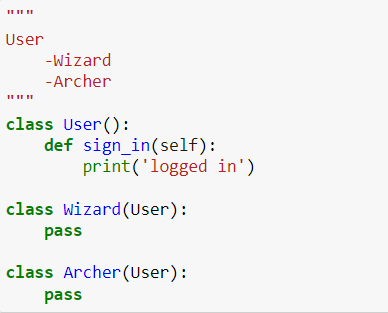 """
User
    -Wizard
    -Archer
"""
class User():
    def sign_in(self):
        print('logged in')
class Wizard(User):
    pass
class Archer(User):
    pass